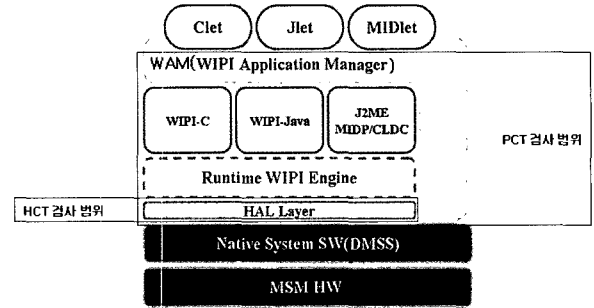 Clet Jlet MIDlet
WAM(WIPI Application Manager)
WIPI-C WIPI-Java J2ME
MIDP/CLDC
PCT 검사 범위
Runtime WIPI Engine
HCT 검사 범위 HAL Layer
Native System SW(DMSS)
MSM HW